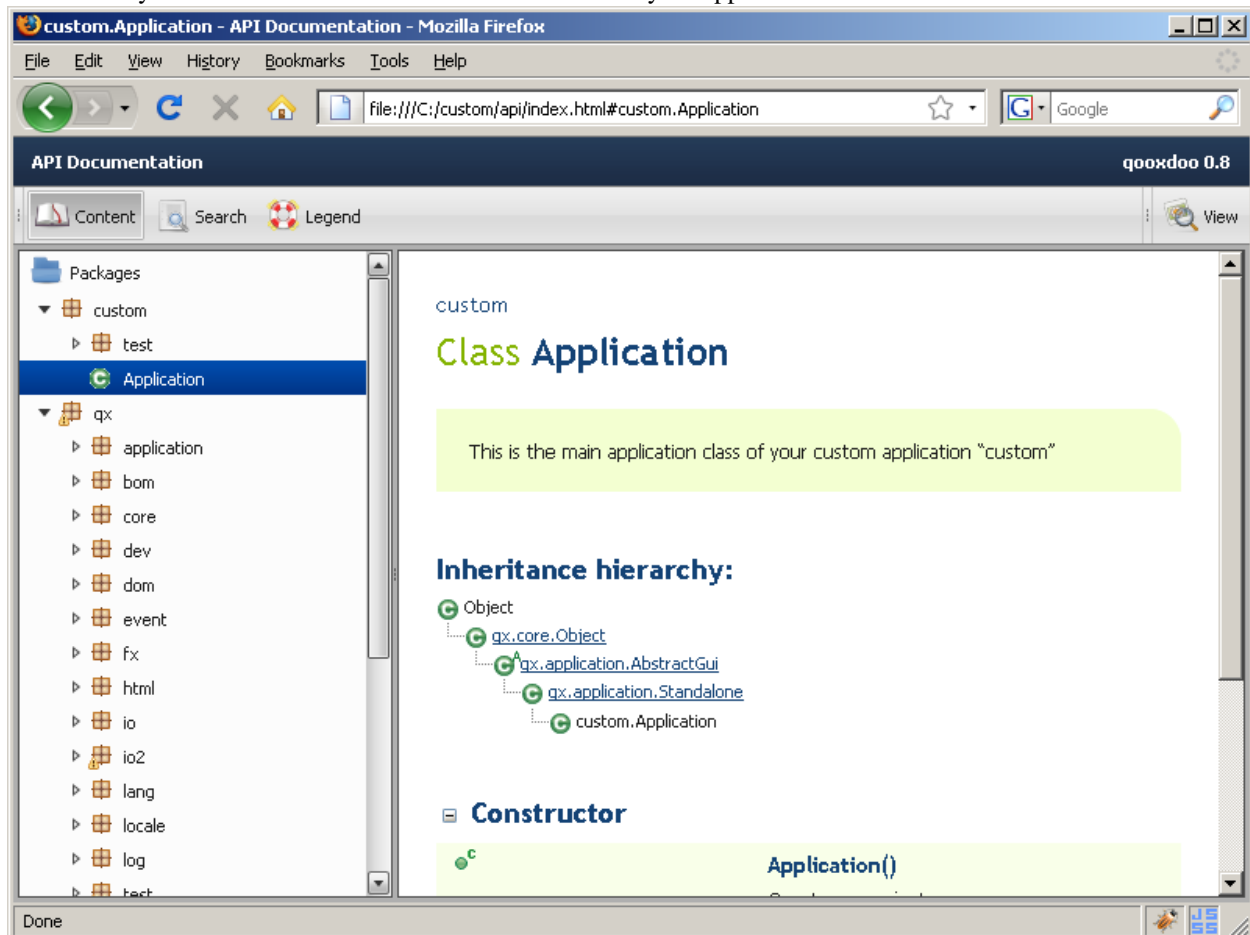 custom.Application - API Documentation - Mozilla Firefox
File Edit View History Bookmarks Tools Help
file:///C:/custom/api/index.html#custom.Application
G Google
API Documentation
qooxdoo 0.8
Content Search Legend View
Packages
custom
test
Application
qx
application
bom
core
dev
dom
event
fx
html
io
io2
lang
locale
log
test
custom
Class Application
This is the main application class of your custom application "custom"
Inheritance hierarchy:
C Object
C qx.core.Object
C A qx.application.AbstractGui
C qx.application.Standalone
C custom.Application
Constructor
C Application()
Done